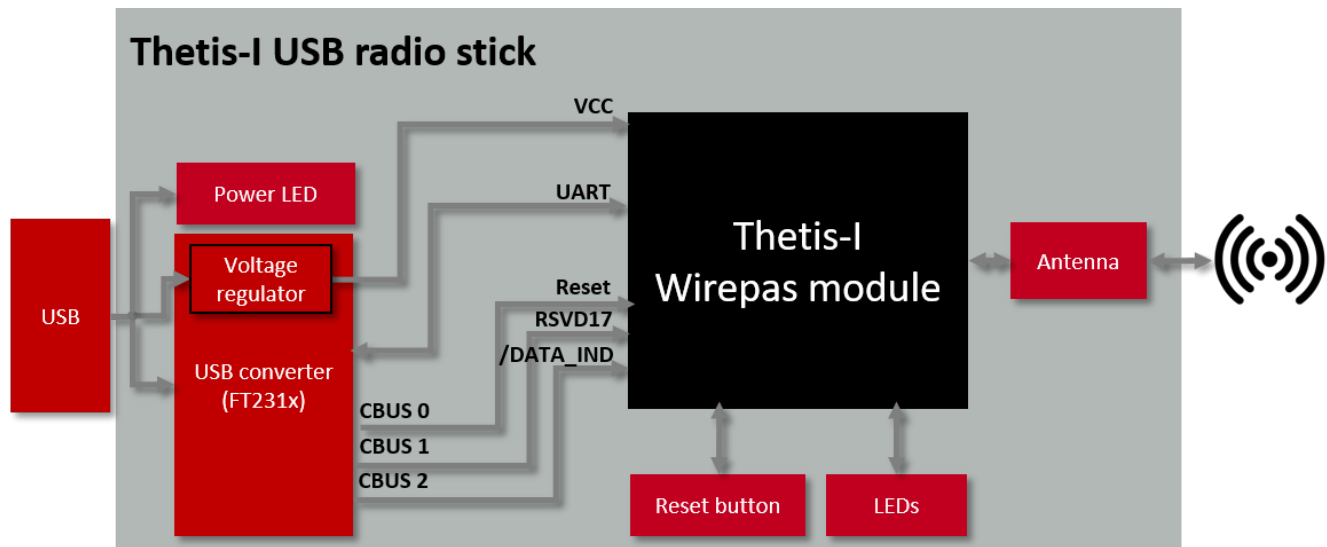 Thetis-I USB radio stick
VCC
Power LED
UART
USB
Voltage
regulator
Thetis-I
Wirepas module
Antenna
Reset
RSVD17
/DATA_IND
USB converter
(FT231x)
CBUS 0
CBUS 1
CBUS 2
Reset button
LEDs